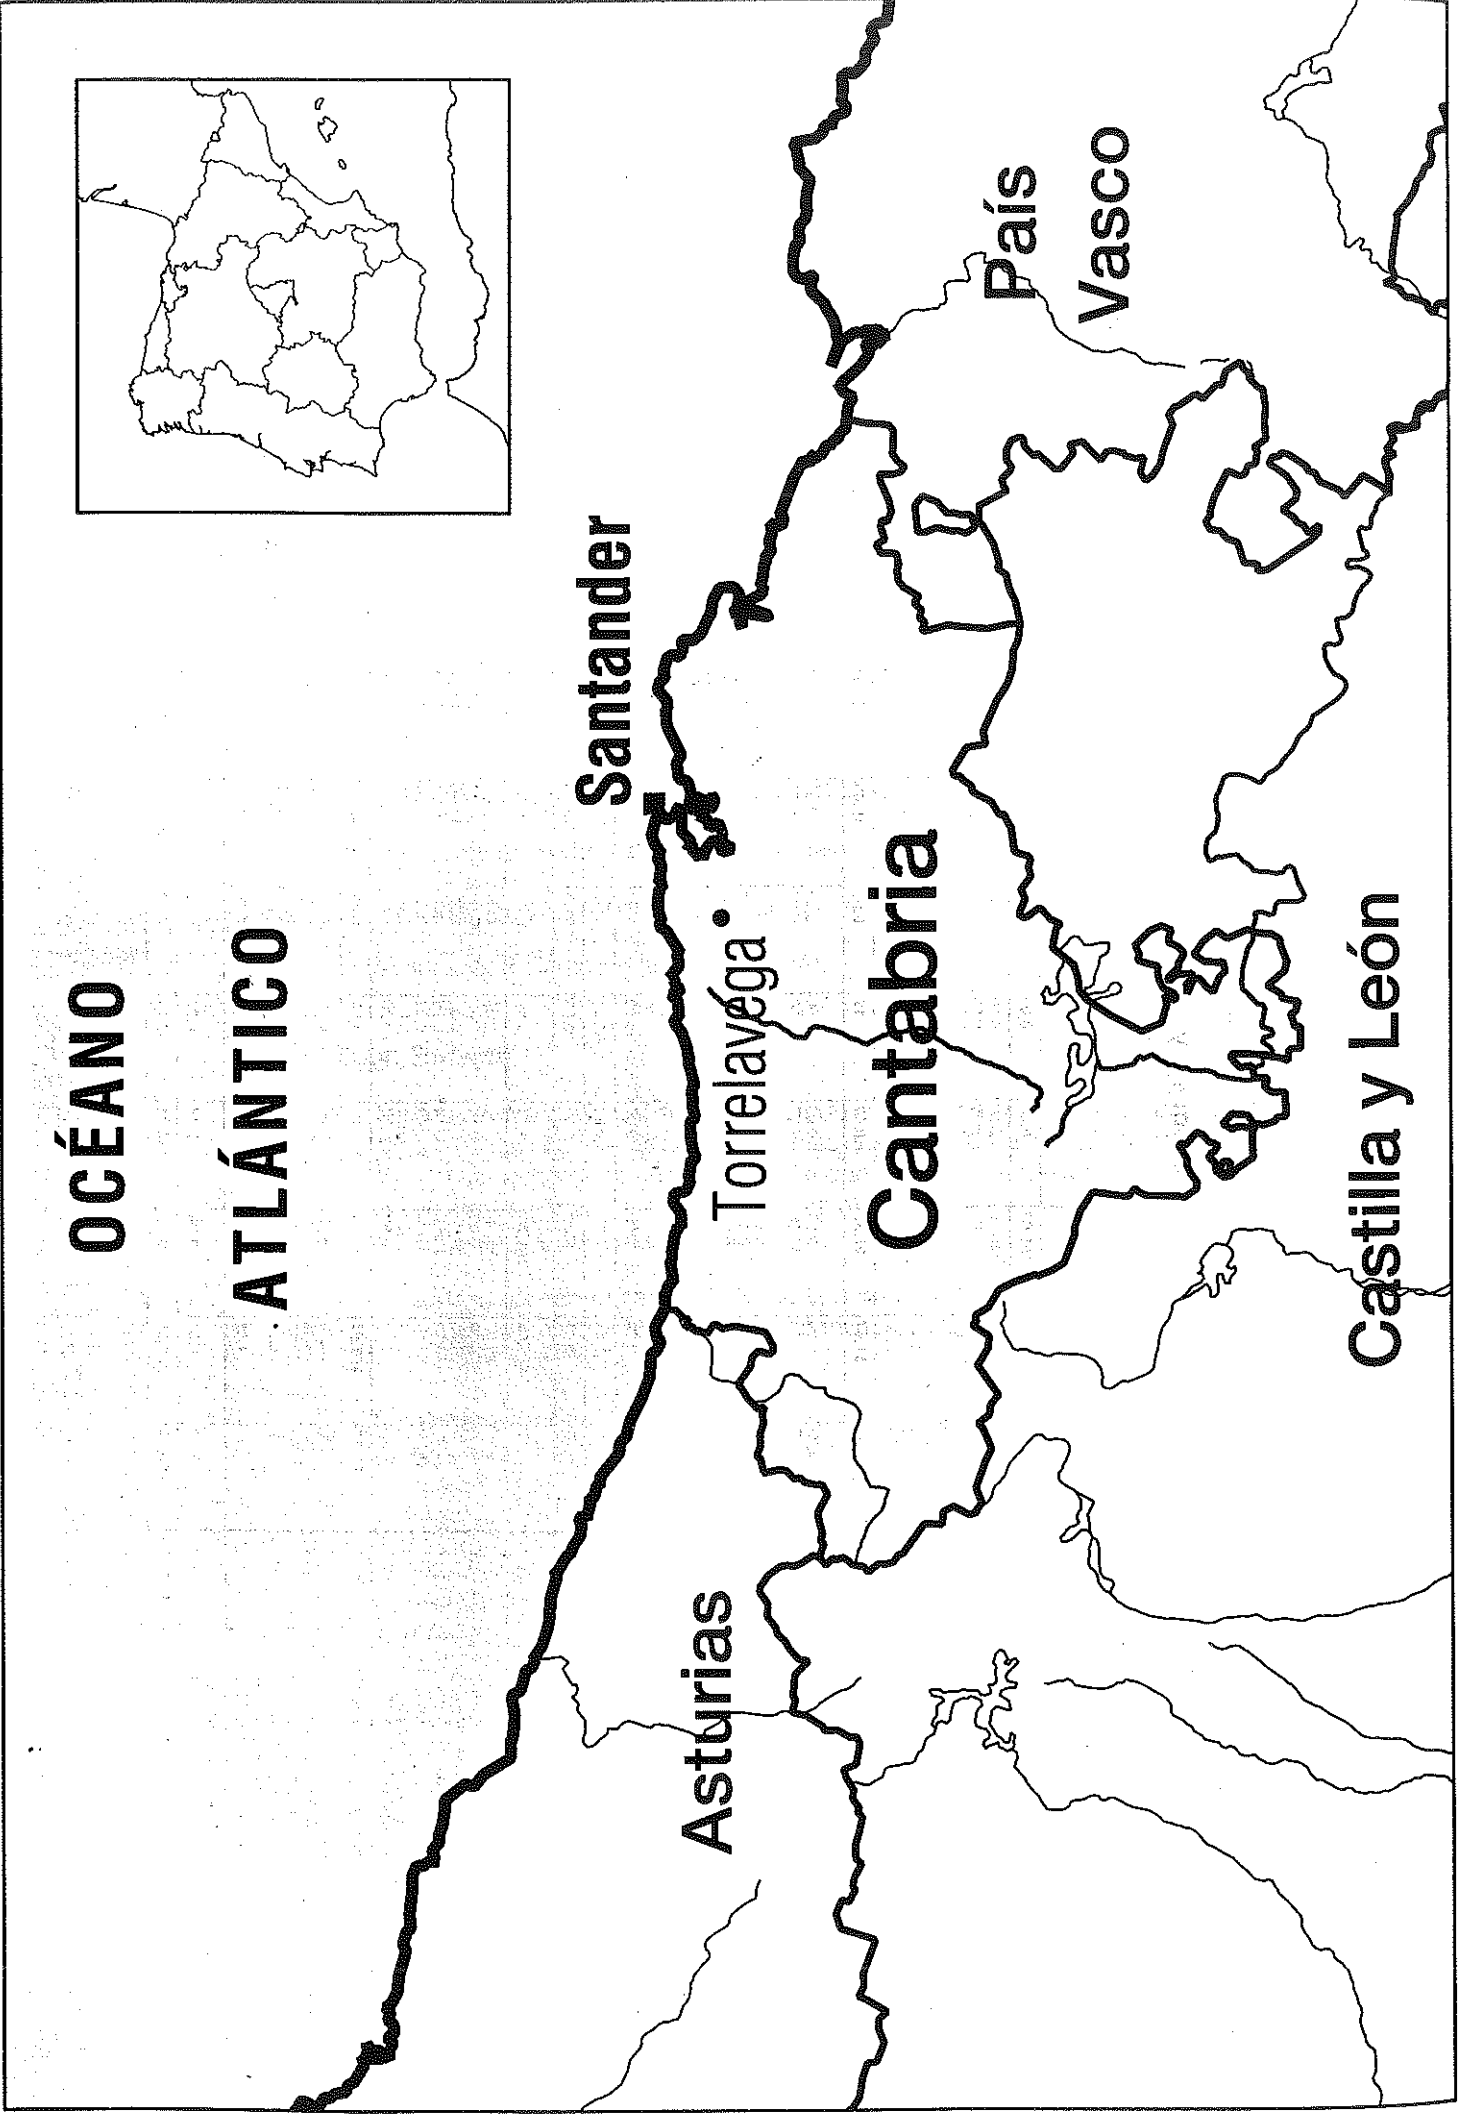 OCÉANO
ATLÁNTICO
Santander
Torrelavega
Cantabria
Asturias
País
Vasco
Castilla y León